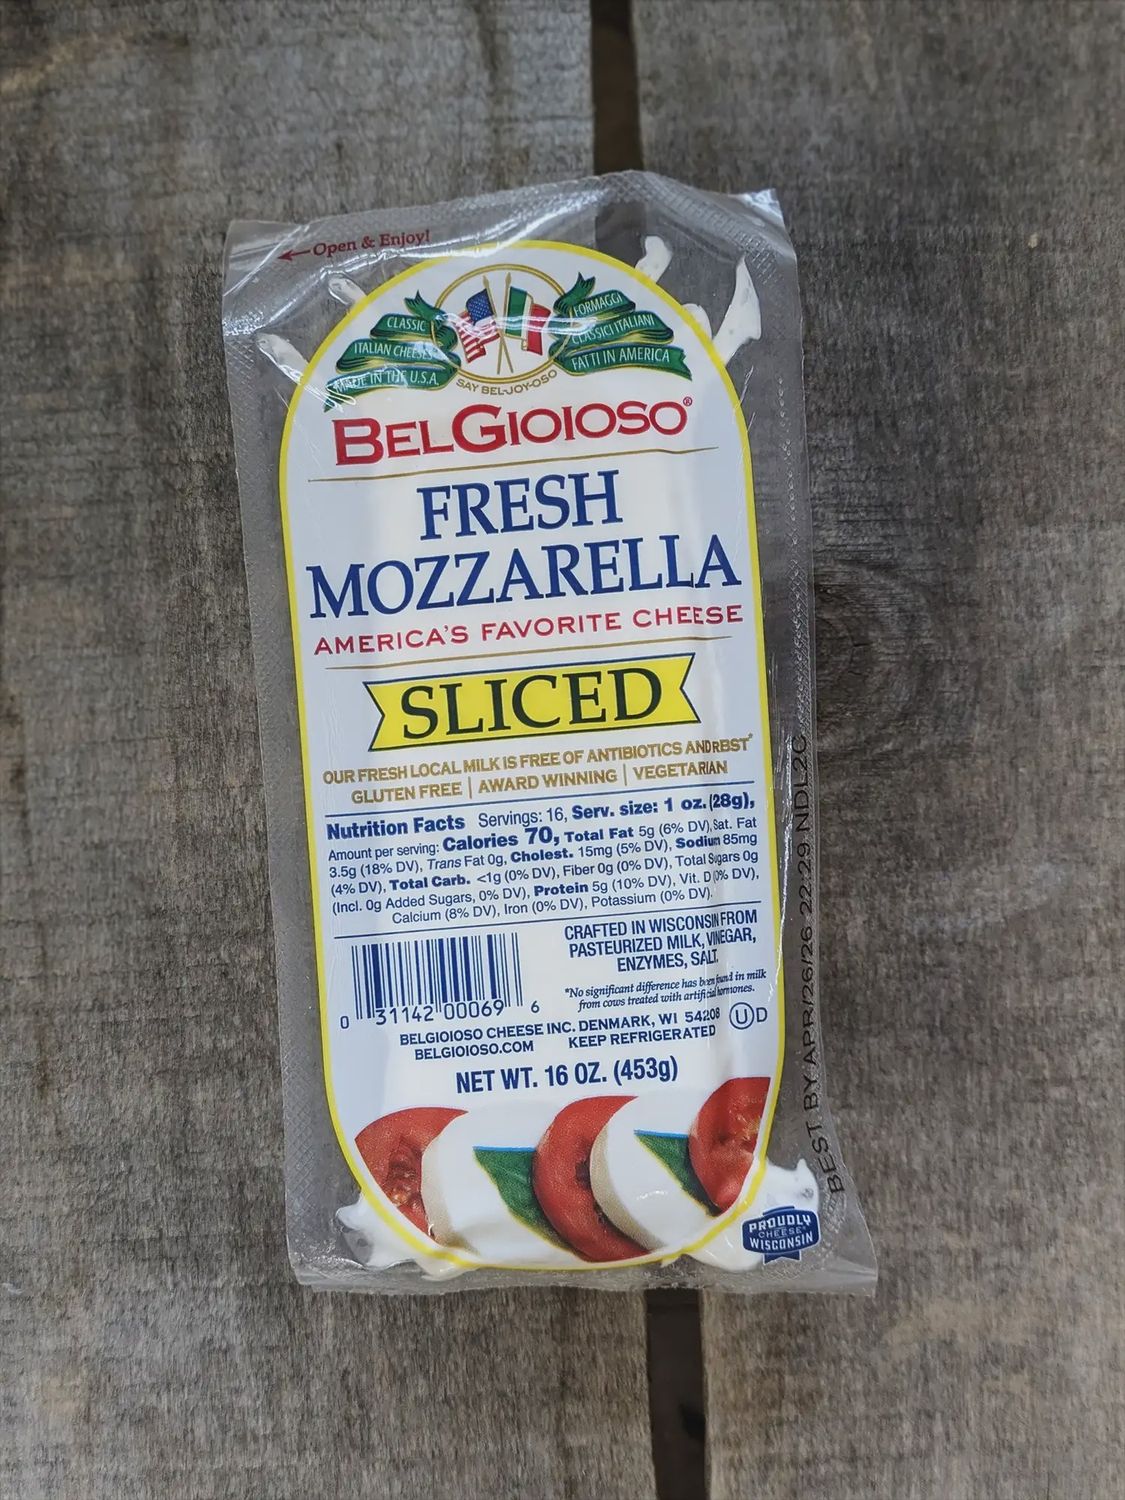 ← Open & Enjoy!
CLASSIC
ITALIAN CHEESES
MADE IN THE U.S.A.
FORMAGGI
CLASSICI ITALIANI
FATTI IN AMERICA
SAY BEL-JOY-OSO
BELGIOIOSO®
FRESH
MOZZARELLA
AMERICA'S FAVORITE CHEESE
SLICED
OUR FRESH LOCAL MILK IS FREE OF ANTIBIOTICS AND RBST*
GLUTEN FREE | AWARD WINNING | VEGETARIAN
Nutrition Facts Servings: 16, Serv. size: 1 oz. (28g),
Amount per serving: Calories 70, Total Fat 5g (6% DV), Sat. Fat
3.5g (18% DV), Trans Fat 0g, Cholest. 15mg (5% DV), Sodium 85mg
(4% DV), Total Carb. <1g (0% DV), Fiber 0g (0% DV), Total Sugars 0g
(Incl. 0g Added Sugars, 0% DV), Protein 5g (10% DV), Vit. D (0% DV),
Calcium (8% DV), Iron (0% DV), Potassium (0% DV).
CRAFTED IN WISCONSIN FROM
PASTEURIZED MILK, VINEGAR,
ENZYMES, SALT.
*No significant difference has been found in milk
from cows treated with artificial hormones.
0 31142 00069 6
BELGIOIOSO CHEESE INC. DENMARK, WI 54208
BELGIOIOSO.COM KEEP REFRIGERATED
UD
NET WT. 16 OZ. (453g)
BEST BY APR/26/26 22:29 NDL2C
PROUDLY
WISCONSIN
CHEESE®